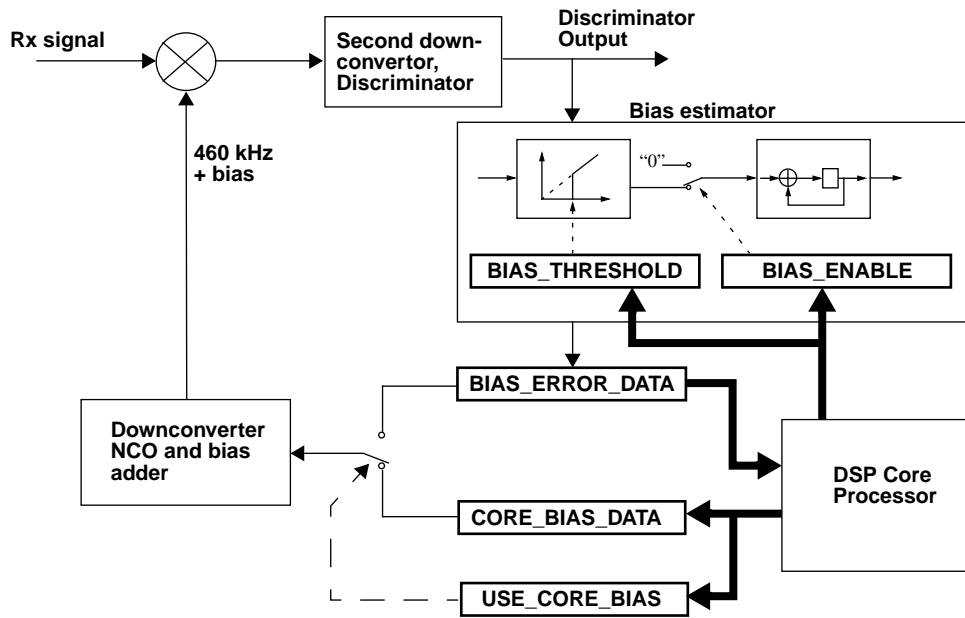 Discriminator
Output
Rx signal
Second down-
convertor,
Discriminator
Bias estimator
460 kHz
+ bias
“0”
BIAS_THRESHOLD
BIAS_ENABLE
BIAS_ERROR_DATA
Downconverter
NCO and bias
adder
DSP Core
Processor
CORE_BIAS_DATA
USE_CORE_BIAS